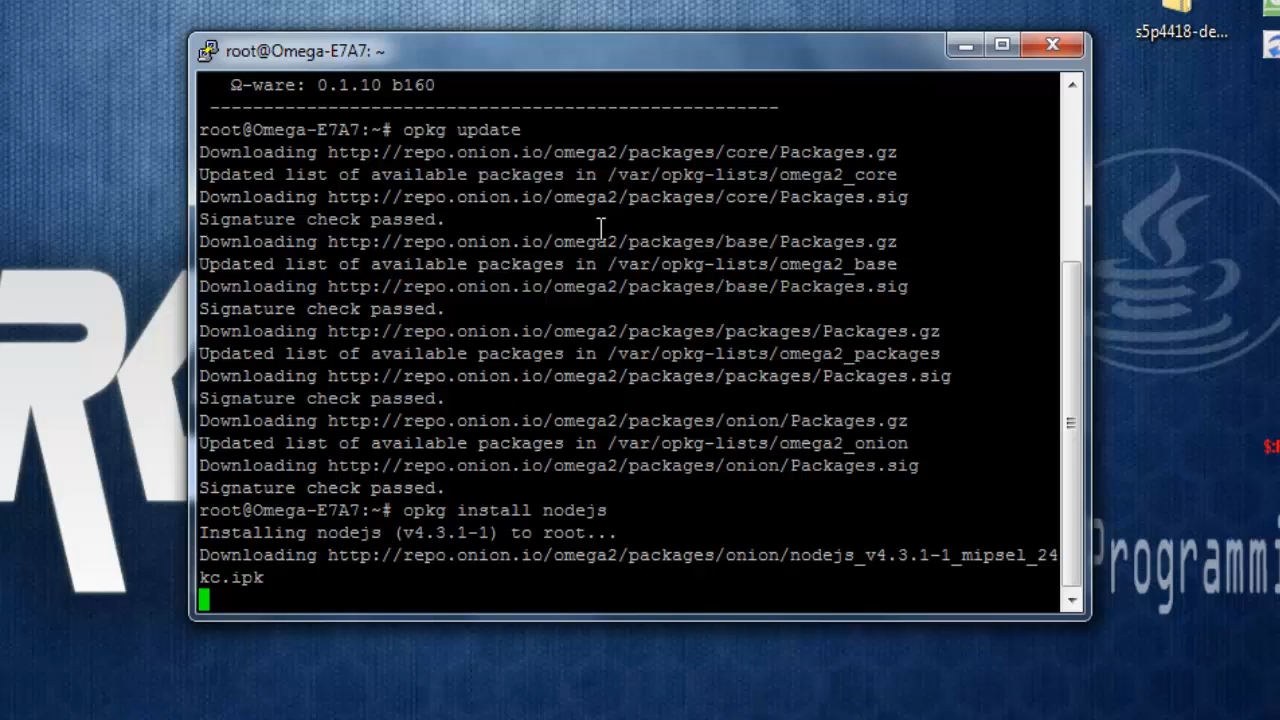 s5p4418-de...
root@Omega-E7A7: ~
Ω-ware: 0.1.10 b160
-----------------------------------------------------
root@Omega-E7A7:~# opkg update
Downloading http://repo.onion.io/omega2/packages/core/Packages.gz
Updated list of available packages in /var/opkg-lists/omega2_core
Downloading http://repo.onion.io/omega2/packages/core/Packages.sig
Signature check passed.
Downloading http://repo.onion.io/omega2/packages/base/Packages.gz
Updated list of available packages in /var/opkg-lists/omega2_base
Downloading http://repo.onion.io/omega2/packages/base/Packages.sig
Signature check passed.
Downloading http://repo.onion.io/omega2/packages/packages/Packages.gz
Updated list of available packages in /var/opkg-lists/omega2_packages
Downloading http://repo.onion.io/omega2/packages/packages/Packages.sig
Signature check passed.
Downloading http://repo.onion.io/omega2/packages/onion/Packages.gz
Updated list of available packages in /var/opkg-lists/omega2_onion
Downloading http://repo.onion.io/omega2/packages/onion/Packages.sig
Signature check passed.
root@Omega-E7A7:~# opkg install nodejs
Installing nodejs (v4.3.1-1) to root...
Downloading http://repo.onion.io/omega2/packages/onion/nodejs_v4.3.1-1_mipsel_24
kc.ipk
Programmi